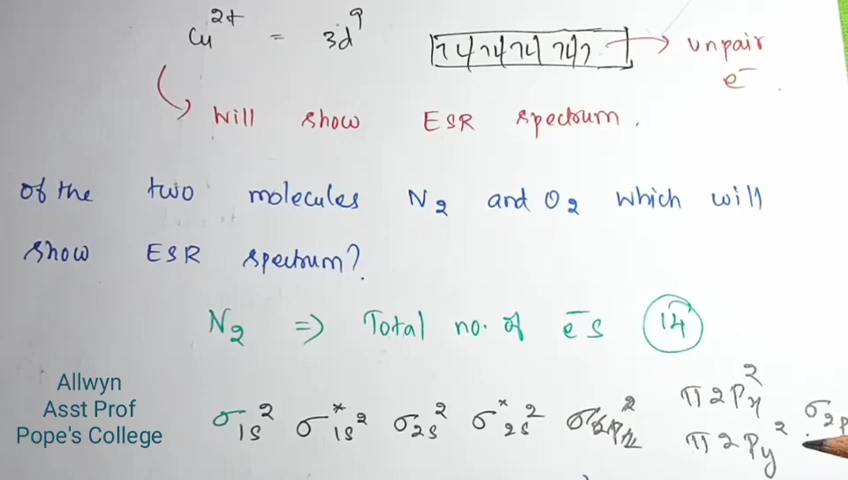 Cu²⁺ = 3d⁹ unpair e⁻
will show ESR spectrum.
of the two molecules N₂ and O₂ which will
show ESR spectrum?
N₂ ⇒ Total no. of e⁻s 14
σ1s² σ*1s² σ2s² σ*2s² π2Px² π2Py² σ2p
Allwyn
Asst Prof
Pope's College